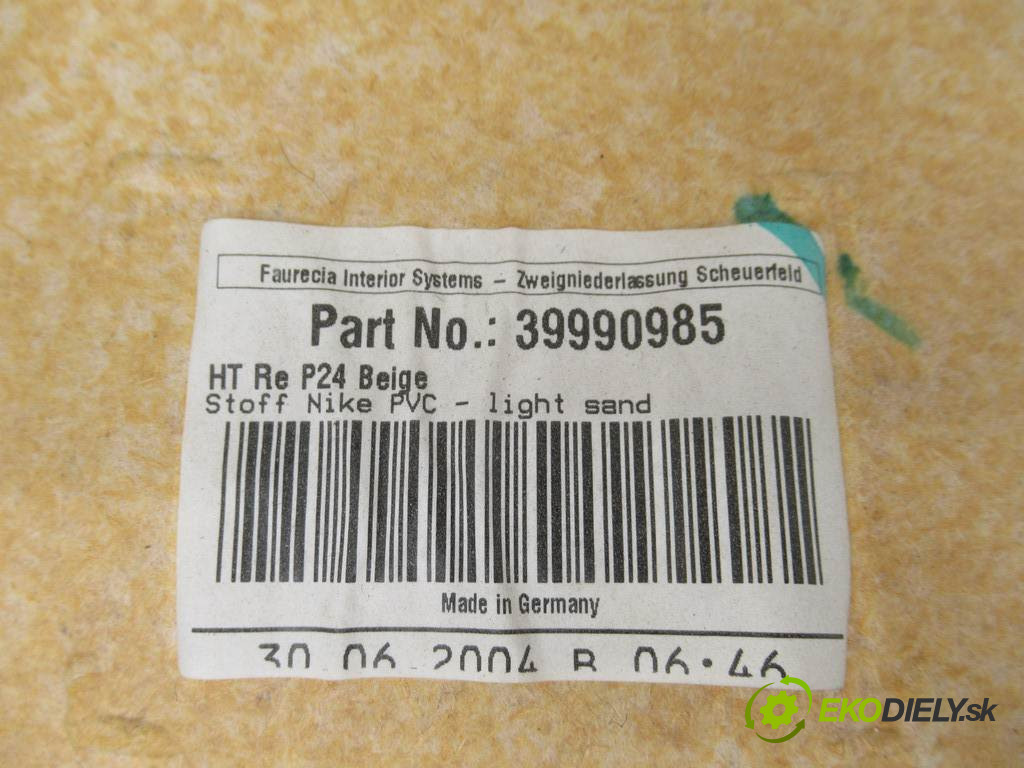 Faurecia Interior Systems - Zweigniederlassung Scheuerfeld
Part No.: 39990985
HT Re P24 Beige
Stoff Nike PVC - light sand
Made in Germany
30.06.2004 B 06:46
EKODIELY.sk